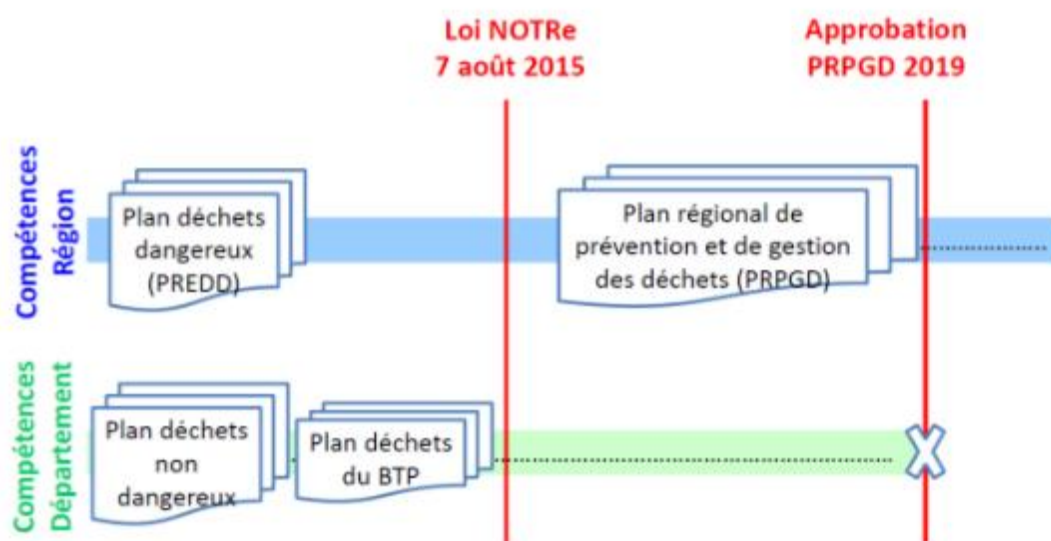 Loi NOTRe
7 août 2015
Approbation
PRPGD 2019
Compétences
Région
Plan déchets
dangereux
(PREDD)
Plan régional de
prévention et de gestion
des déchets (PRPGD)
Compétences
Département
Plan déchets
non
dangereux
Plan déchets
du BTP